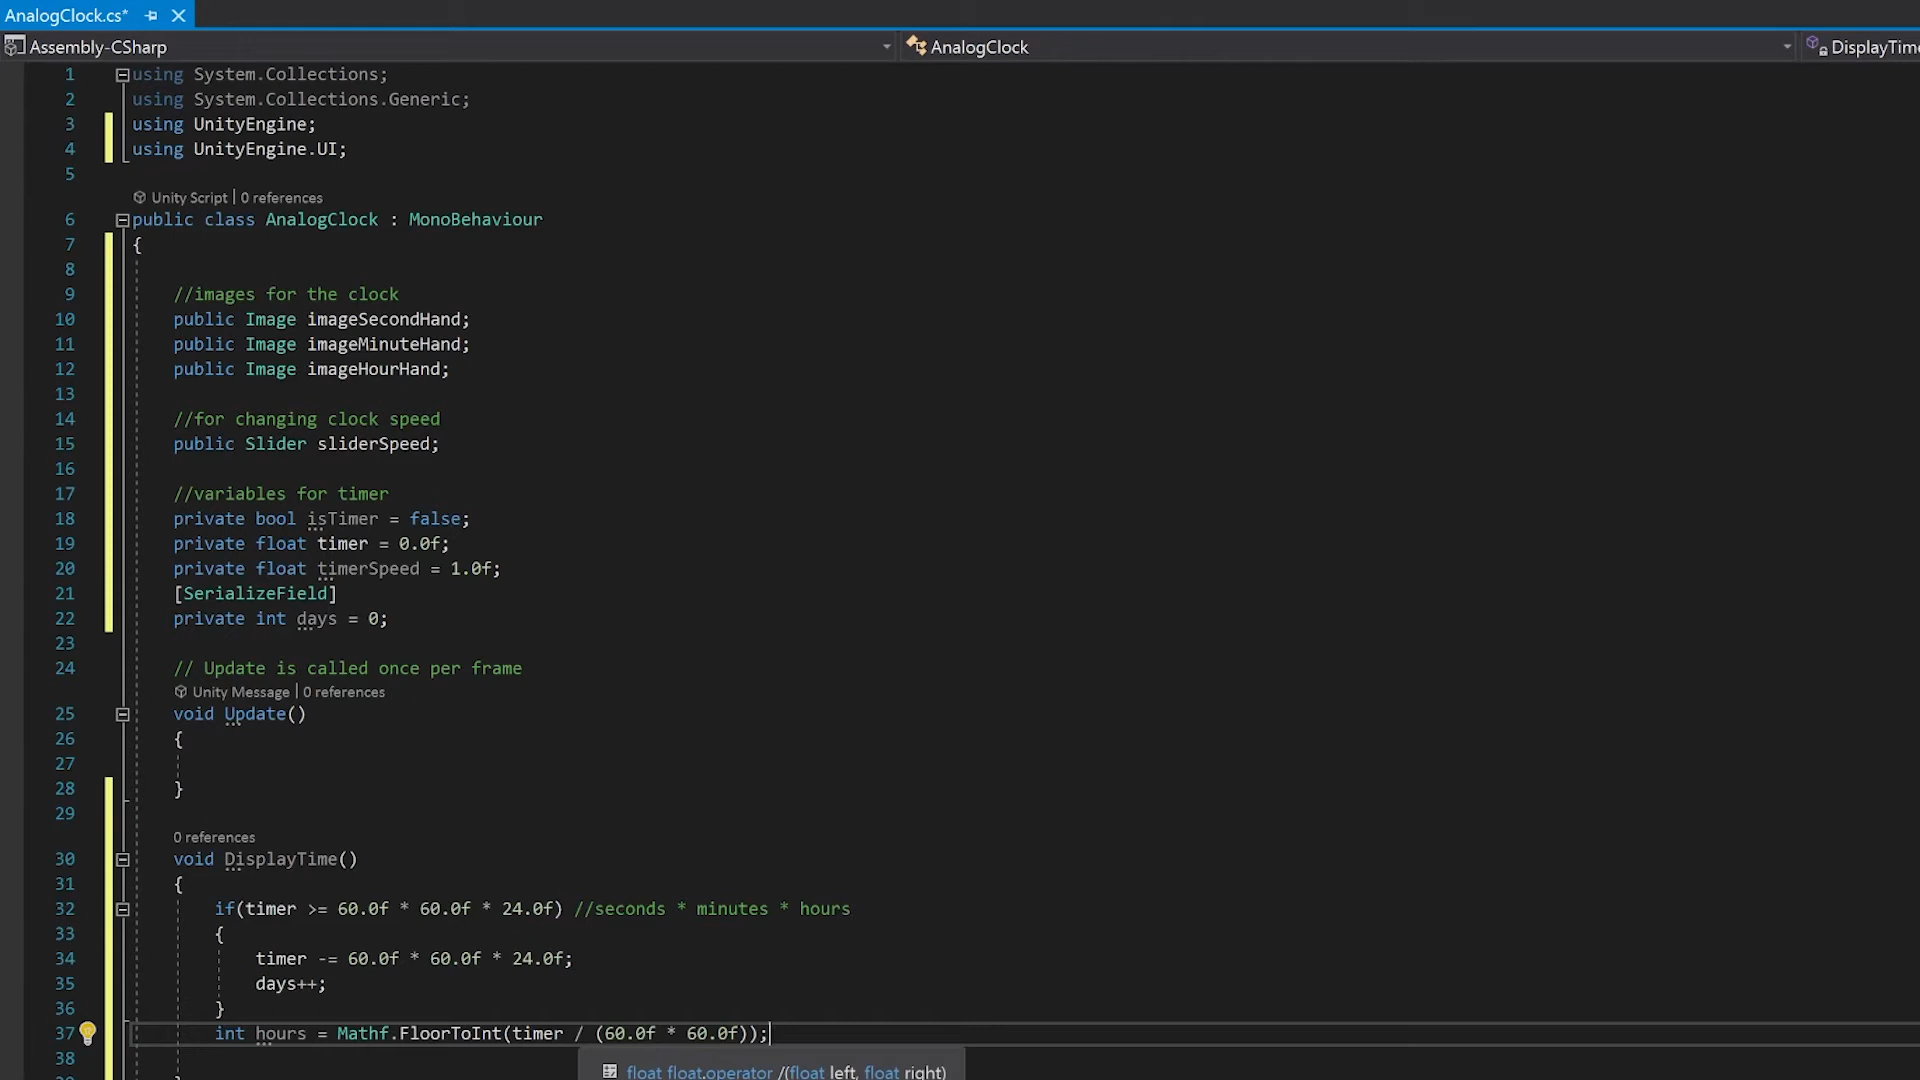 AnalogClock.cs*
Assembly-CSharp AnalogClock DisplayTime
1 using System.Collections;
2 using System.Collections.Generic;
3 using UnityEngine;
4 using UnityEngine.UI;
5
Unity Script | 0 references
6 public class AnalogClock : MonoBehaviour
7 {
8
9 //images for the clock
10 public Image imageSecondHand;
11 public Image imageMinuteHand;
12 public Image imageHourHand;
13
14 //for changing clock speed
15 public Slider sliderSpeed;
16
17 //variables for timer
18 private bool isTimer = false;
19 private float timer = 0.0f;
20 private float timerSpeed = 1.0f;
21 [SerializeField]
22 private int days = 0;
23
24 // Update is called once per frame
Unity Message | 0 references
25 void Update()
26 {
27
28 }
29
0 references
30 void DisplayTime()
31 {
32 if(timer >= 60.0f * 60.0f * 24.0f) //seconds * minutes * hours
33 {
34 timer -= 60.0f * 60.0f * 24.0f;
35 days++;
36 }
37 int hours = Mathf.FloorToInt(timer / (60.0f * 60.0f));
38
float float.operator /(float left, float right)